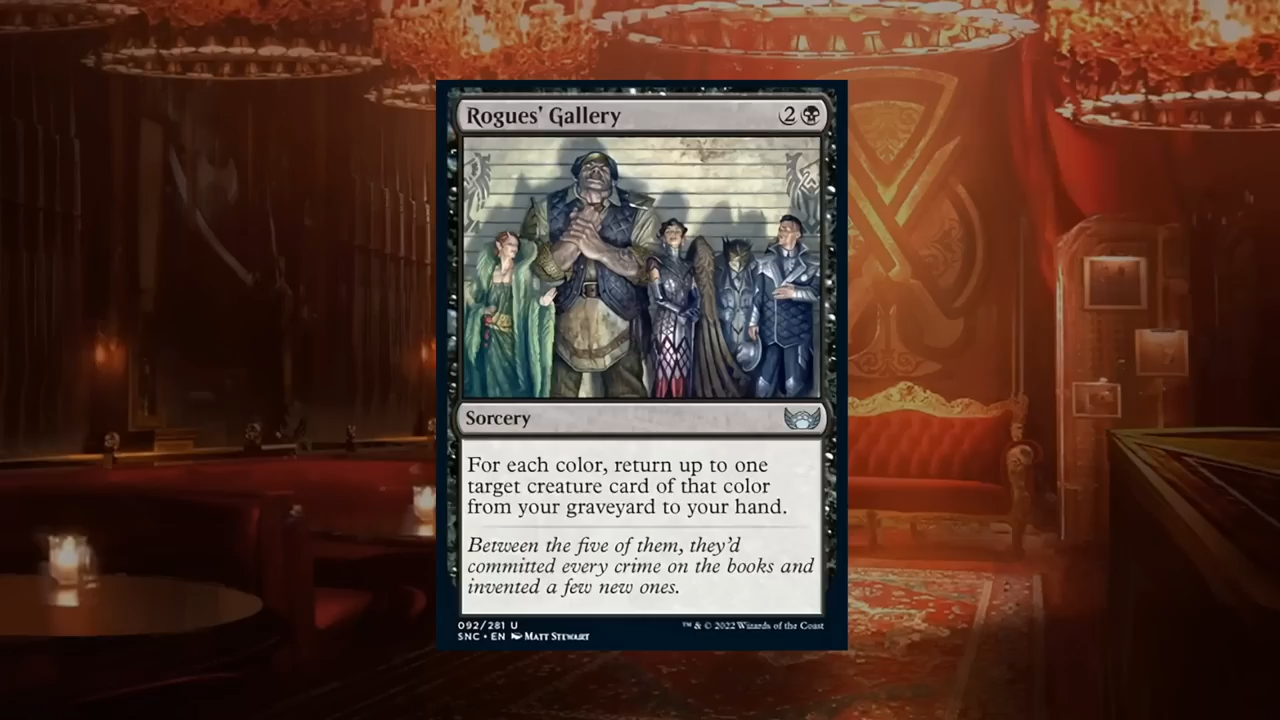 Rogues' Gallery 2
Sorcery
For each color, return up to one
target creature card of that color
from your graveyard to your hand.
Between the five of them, they'd
committed every crime on the books and
invented a few new ones.
092/281 U
SNC • EN Matt Stewart
™ & © 2022 Wizards of the Coast